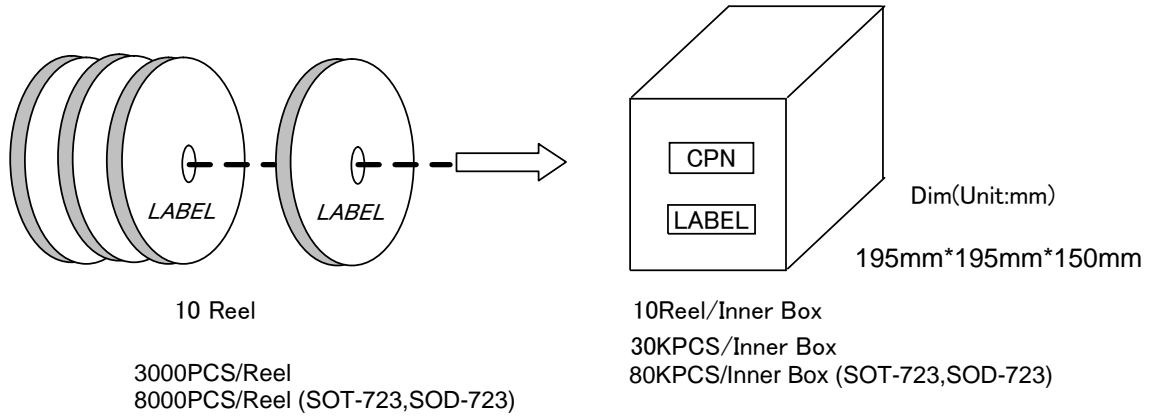 LABEL
LABEL
CPN
LABEL
Dim(Unit:mm)
195mm*195mm*150mm
10 Reel
3000PCS/Reel
8000PCS/Reel (SOT-723,SOD-723)
10Reel/Inner Box
30KPCS/Inner Box
80KPCS/Inner Box (SOT-723,SOD-723)